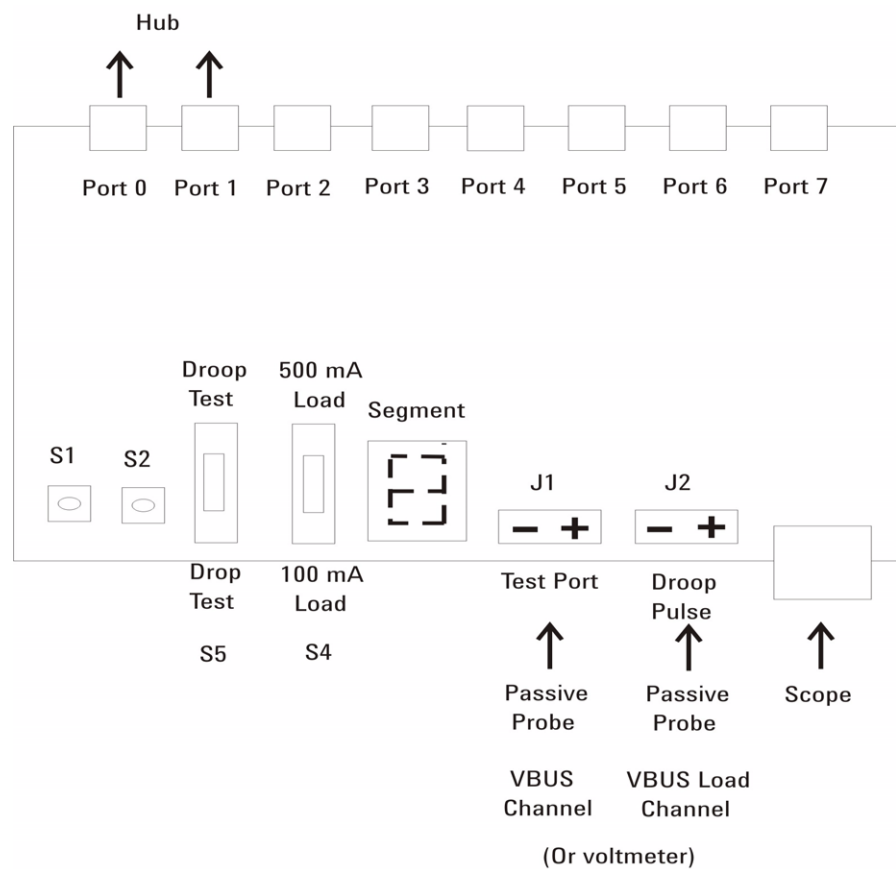 Hub
Port 0 Port 1 Port 2 Port 3 Port 4 Port 5 Port 6 Port 7
Droop
Test
500 mA
Load
Segment
S1
S2
J1
J2
- +
- +
Drop
Test
100 mA
Load
Test Port
Droop
Pulse
S5
S4
Passive
Probe
Passive
Probe
Scope
VBUS
Channel
VBUS Load
Channel
(Or voltmeter)